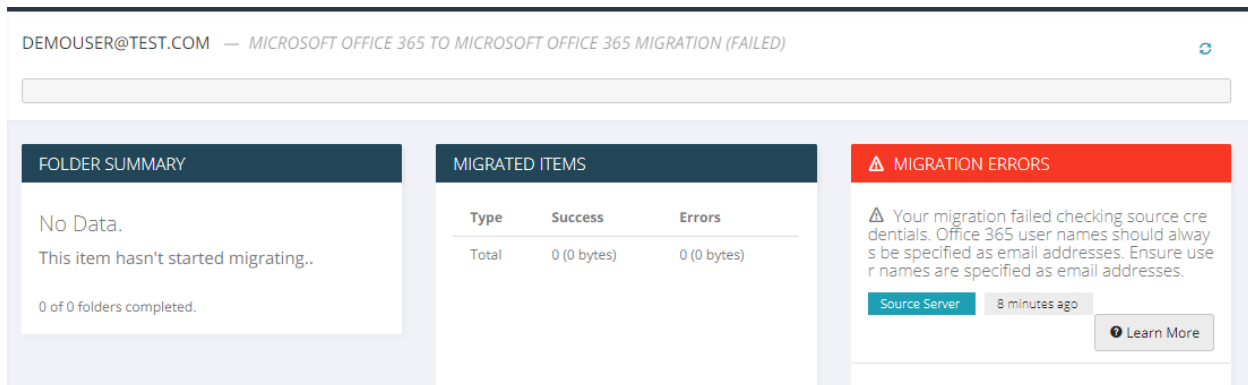 DEMOUSER@TEST.COM — MICROSOFT OFFICE 365 TO MICROSOFT OFFICE 365 MIGRATION (FAILED)
FOLDER SUMMARY
No Data.
This item hasn't started migrating..
0 of 0 folders completed.
MIGRATED ITEMS
Type Success Errors
Total 0 (0 bytes) 0 (0 bytes)
MIGRATION ERRORS
Your migration failed checking source cre
dentials. Office 365 user names should alway
s be specified as email addresses. Ensure use
r names are specified as email addresses.
Source Server 8 minutes ago
Learn More